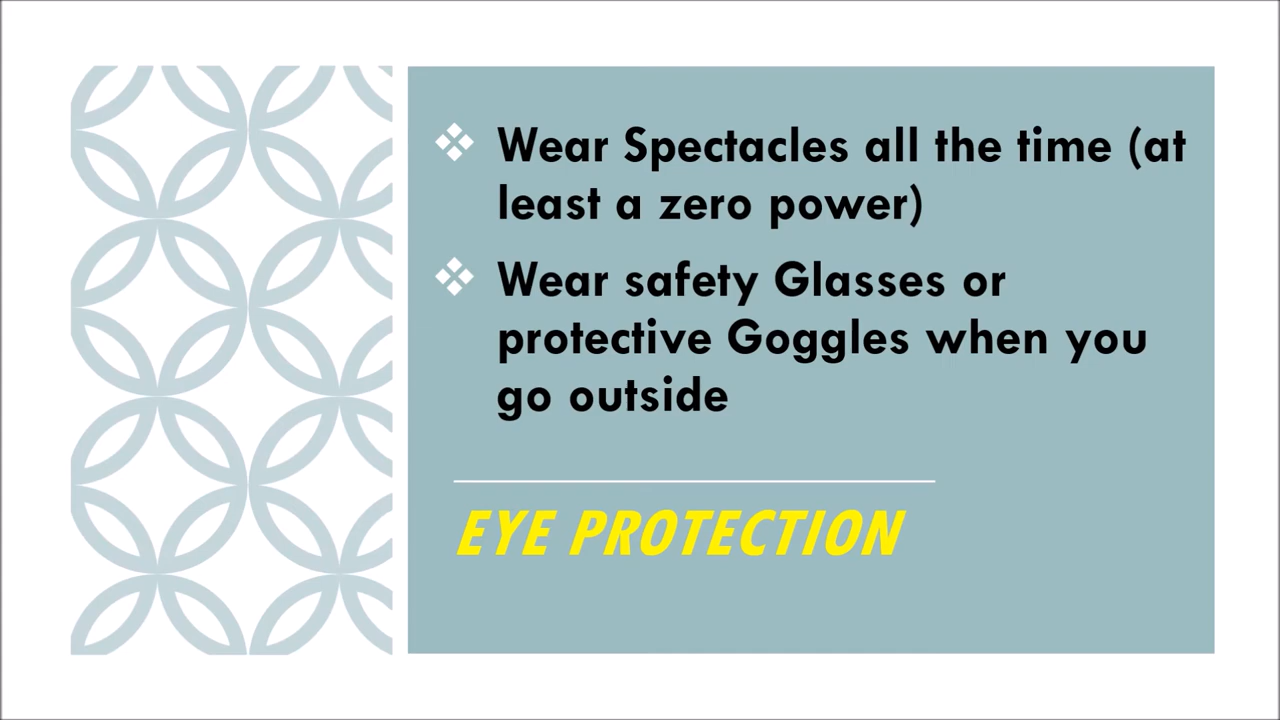 Wear Spectacles all the time (at
least a zero power)
Wear safety Glasses or
protective Goggles when you
go outside
EYE PROTECTION